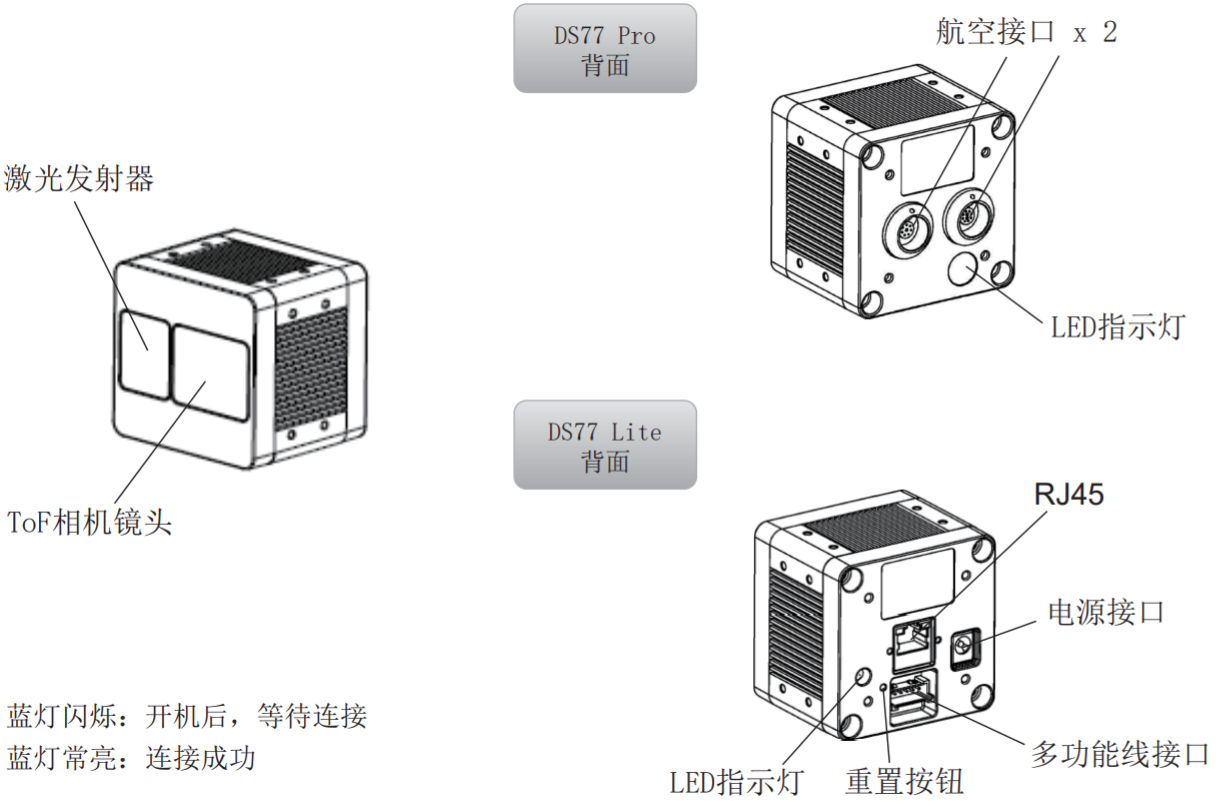 DS77 Pro
背面
航空接口 x 2
激光发射器
LED指示灯
DS77 Lite
背面
RJ45
ToF相机镜头
电源接口
蓝灯闪烁：开机后，等待连接
蓝灯常亮：连接成功
多功能线接口
LED指示灯
重置按钮